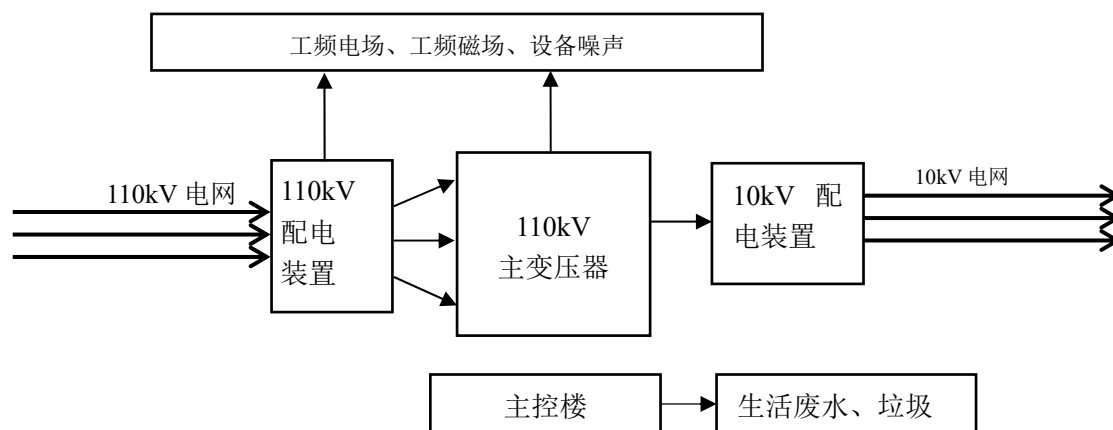 工频电场、工频磁场、设备噪声
110kV 电网
110kV
配电
装置
110kV
主变压器
10kV 配
电装置
10kV 电网
主控楼
生活废水、垃圾